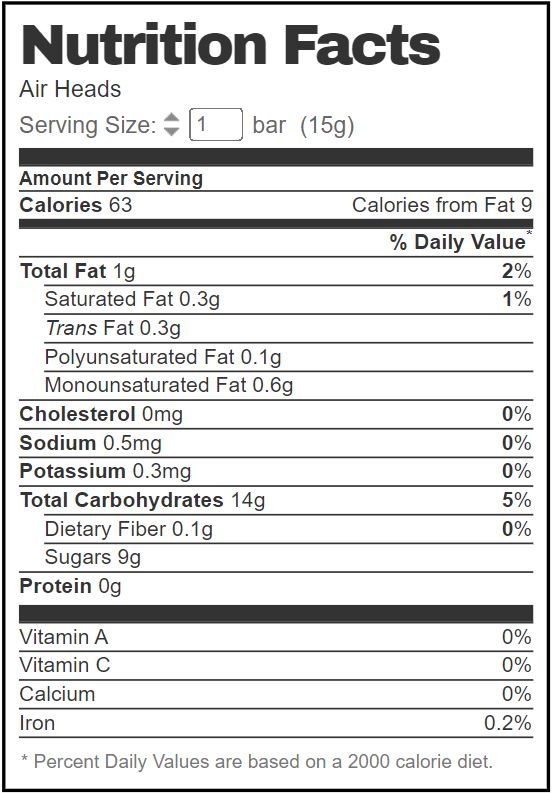 Nutrition Facts
Air Heads
Serving Size: 1 bar (15g)
Amount Per Serving
Calories 63 Calories from Fat 9
% Daily Value*
Total Fat 1g 2%
Saturated Fat 0.3g 1%
Trans Fat 0.3g
Polyunsaturated Fat 0.1g
Monounsaturated Fat 0.6g
Cholesterol 0mg 0%
Sodium 0.5mg 0%
Potassium 0.3mg 0%
Total Carbohydrates 14g 5%
Dietary Fiber 0.1g 0%
Sugars 9g
Protein 0g
Vitamin A 0%
Vitamin C 0%
Calcium 0%
Iron 0.2%
* Percent Daily Values are based on a 2000 calorie diet.